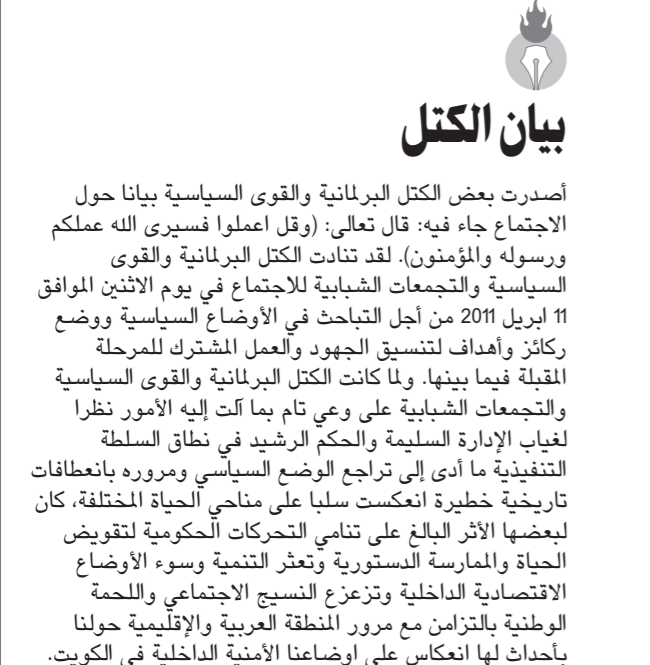 بيان الكتل
أصدرت بعض الكتل البرلمانية والقوى السياسية بيانا حول
الاجتماع جاء فيه: قال تعالى: (وقل اعملوا فسيرى الله عملكم
ورسوله والمؤمنون). لقد تنادت الكتل البرلمانية والقوى
السياسية والتجمعات الشبابية للاجتماع في يوم الاثنين الموافق
11 ابريل 2011 من أجل التباحث في الأوضاع السياسية ووضع
ركائز وأهداف لتنسيق الجهود والعمل المشترك للمرحلة
المقبلة فيما بينها. ولما كانت الكتل البرلمانية والقوى السياسية
والتجمعات الشبابية على وعي تام بما آلت إليه الأمور نظرا
لغياب الإدارة السليمة والحكم الرشيد في نطاق السلطة
التنفيذية ما أدى إلى تراجع الوضع السياسي ومروره بانعطافات
تاريخية خطيرة انعكست سلبا على مناحي الحياة المختلفة، كان
لبعضها الأثر البالغ على تنامي التحركات الحكومية لتقويض
الحياة والممارسة الدستورية وتعثر التنمية وسوء الأوضاع
الاقتصادية الداخلية وتزعزع النسيج الاجتماعي واللحمة
الوطنية بالتزامن مع مرور المنطقة العربية والإقليمية حولنا
بأحداث لها انعكاس على اوضاعنا الأمنية الداخلية في الكويت.